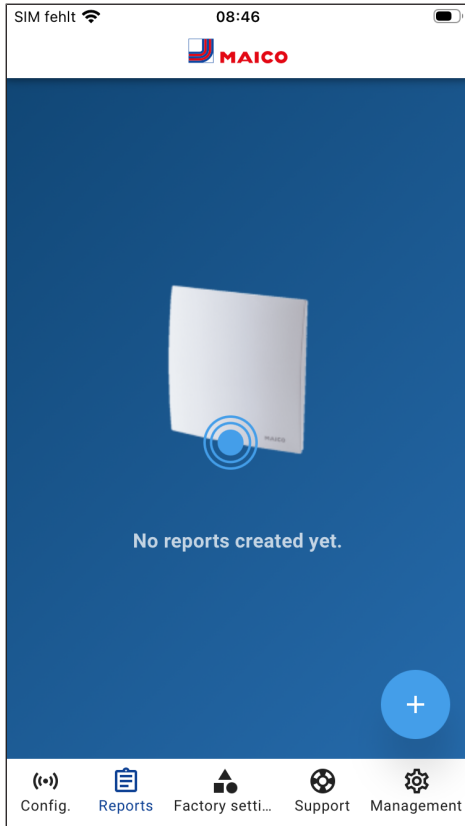 SIM fehlt 08:46
MAICO
MAICO
No reports created yet.
Config. Reports Factory setti... Support Management